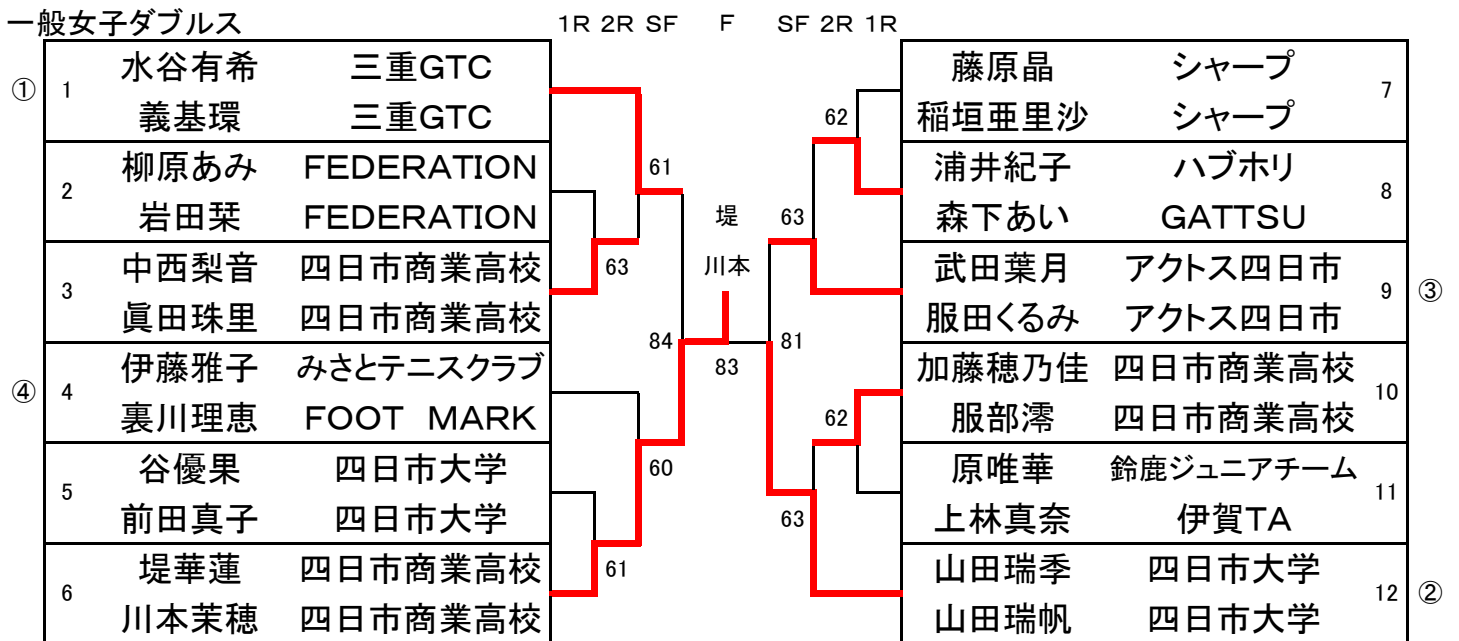 一般女子ダブルス 1R 2R SF F SF 2R 1R
① 1 水谷有希 三重GTC
義基環 三重GTC
2 柳原あみ FEDERATION
岩田栞 FEDERATION
3 中西梨音 四日市商業高校
眞田珠里 四日市商業高校
④ 4 伊藤雅子 みさとテニスクラブ
裏川理恵 FOOT MARK
5 谷優果 四日市大学
前田真子 四日市大学
6 堤華蓮 四日市商業高校
川本茉穂 四日市商業高校
61
63
84
60
61
堤
川本
83
62
63
81
62
63
藤原晶 シャープ 7
稲垣亜里沙 シャープ
浦井紀子 ハブホリ 8
森下あい GATTSU
武田葉月 アクトス四日市 9 ③
服田くるみ アクトス四日市
加藤穂乃佳 四日市商業高校 10
服部澪 四日市商業高校
原唯華 鈴鹿ジュニアチーム 11
上林真奈 伊賀TA
山田瑞季 四日市大学 12 ②
山田瑞帆 四日市大学